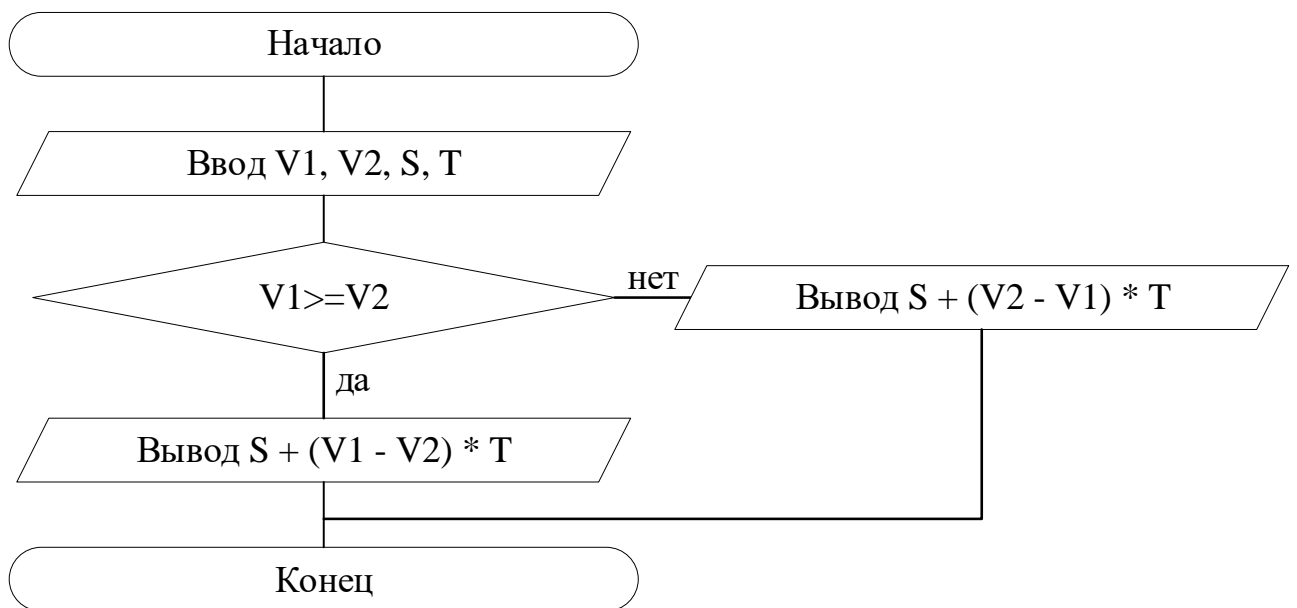 Начало
Ввод V1, V2, S, T
V1>=V2
нет
Вывод S + (V2 - V1) * T
да
Вывод S + (V1 - V2) * T
Конец